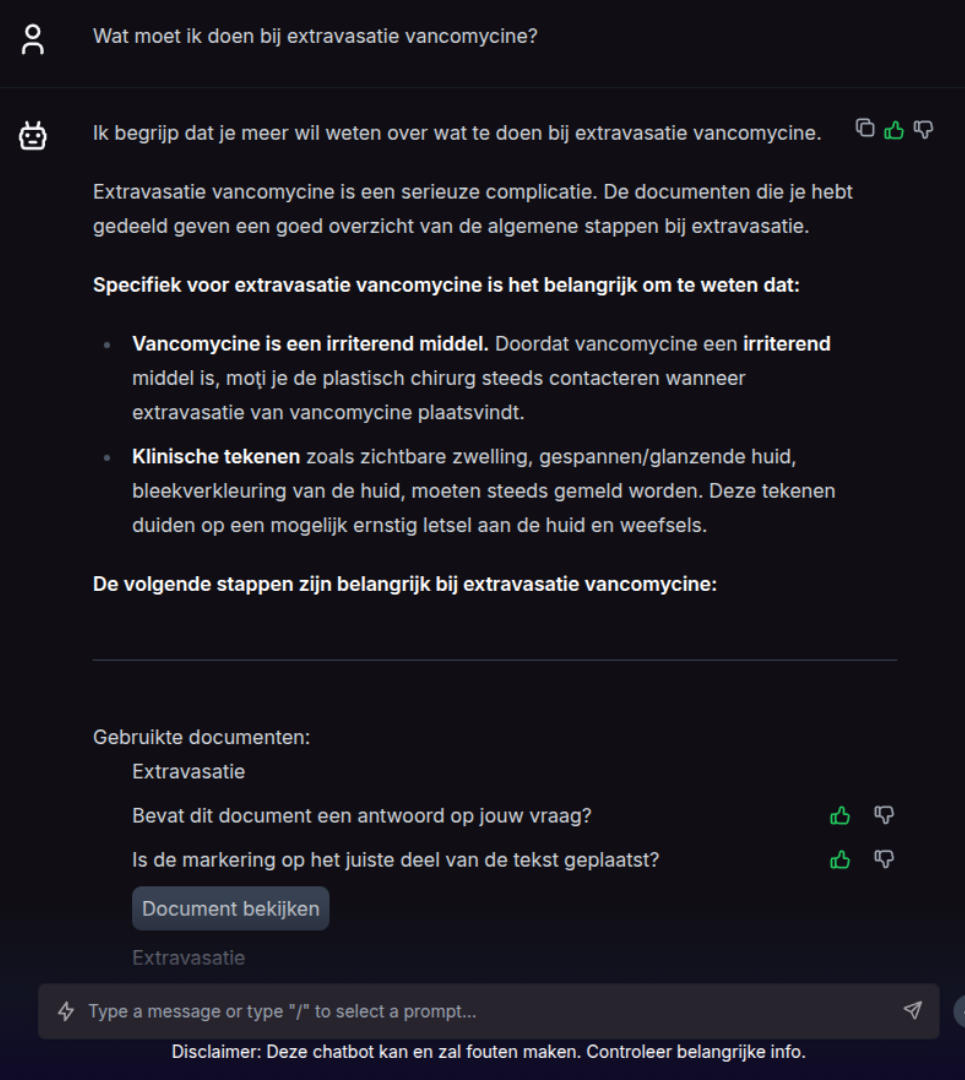 Wat moet ik doen bij extravasatie vancomycine?
Ik begrijp dat je meer wil weten over wat te doen bij extravasatie vancomycine.
Extravasatie vancomycine is een serieuze complicatie. De documenten die je hebt
gedeeld geven een goed overzicht van de algemene stappen bij extravasatie.
Specifiek voor extravasatie vancomycine is het belangrijk om te weten dat:
• Vancomycine is een irriterend middel. Doordat vancomycine een irriterend
middel is, moţi je de plastisch chirurg steeds contacteren wanneer
extravasatie van vancomycine plaatsvindt.
• Klinische tekenen zoals zichtbare zwelling, gespannen/glanzende huid,
bleekverkleuring van de huid, moeten steeds gemeld worden. Deze tekenen
duiden op een mogelijk ernstig letsel aan de huid en weefsels.
De volgende stappen zijn belangrijk bij extravasatie vancomycine:
Gebruikte documenten:
Extravasatie
Bevat dit document een antwoord op jouw vraag?
Is de markering op het juiste deel van de tekst geplaatst?
Document bekijken
Extravasatie
Type a message or type "/" to select a prompt...
Disclaimer: Deze chatbot kan en zal fouten maken. Controleer belangrijke info.